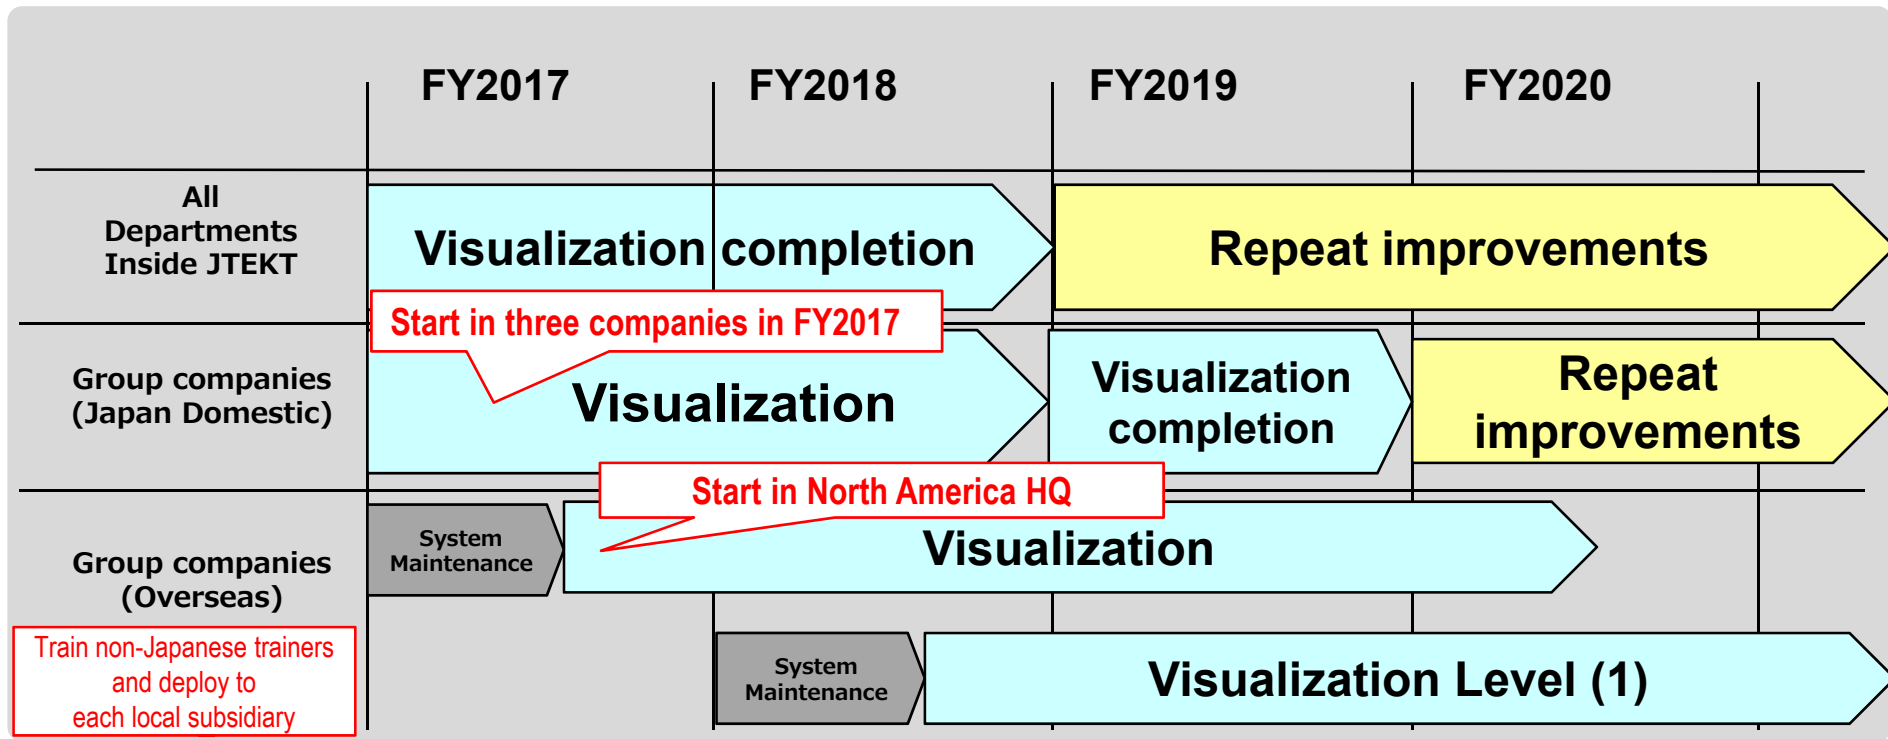 FY2017 FY2018 FY2019 FY2020
All
Departments
Inside JTEKT
Visualization completion
Repeat improvements
Start in three companies in FY2017
Group companies
(Japan Domestic)
Visualization
Visualization
completion
Repeat
improvements
Start in North America HQ
Group companies
(Overseas)
System
Maintenance
Visualization
Train non-Japanese trainers
and deploy to
each local subsidiary
System
Maintenance
Visualization Level (1)